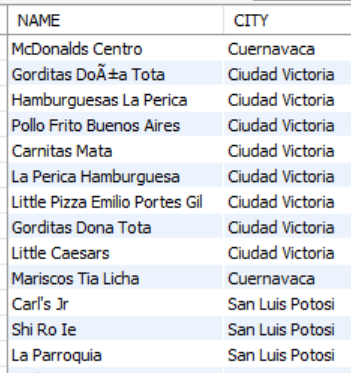 NAME CITY
McDonalds Centro Cuernavaca
Gorditas DoÃ±a Tota Ciudad Victoria
Hamburguesas La Perica Ciudad Victoria
Pollo Frito Buenos Aires Ciudad Victoria
Carnitas Mata Ciudad Victoria
La Perica Hamburguesa Ciudad Victoria
Little Pizza Emilio Portes Gil Ciudad Victoria
Gorditas Dona Tota Ciudad Victoria
Little Caesars Ciudad Victoria
Mariscos Tia Licha Cuernavaca
Carl's Jr San Luis Potosi
Shi Ro Ie San Luis Potosi
La Parroquia San Luis Potosi